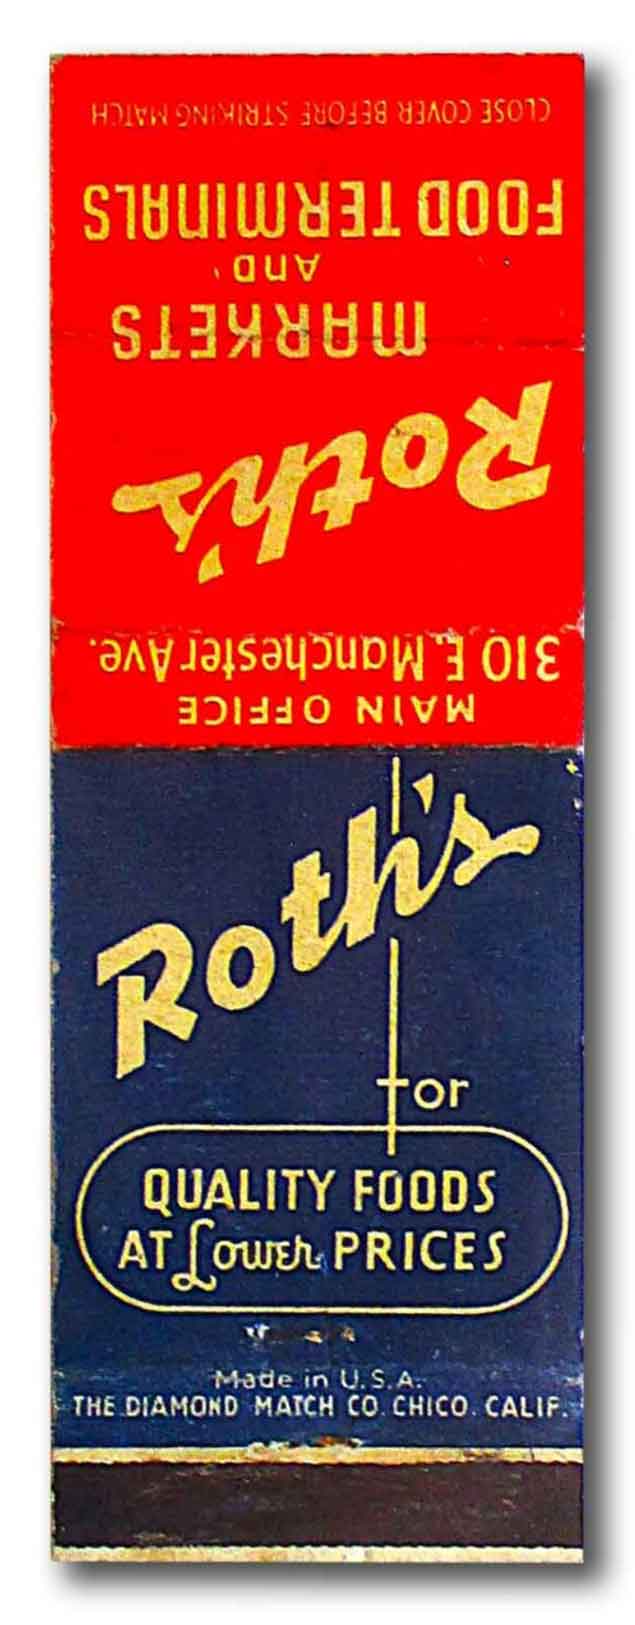 CLOSE COVER BEFORE STRIKING MATCH
Roth's
MARKETS
AND
FOOD TERMINALS
MAIN OFFICE
310 E. Manchester Ave.
Roth's
for
QUALITY FOODS
AT Lower PRICES
Made in U.S.A.
THE DIAMOND MATCH CO. CHICO. CALIF.